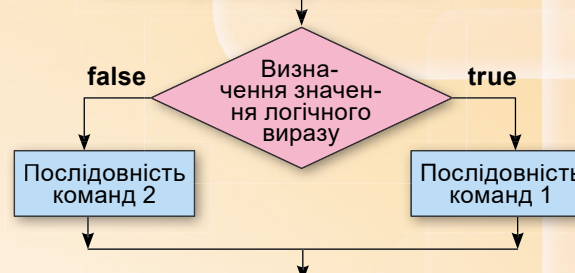 false
Визна-
чення значен-
ня логічного
виразу
true
Послідовність
команд 2
Послідовність
команд 1